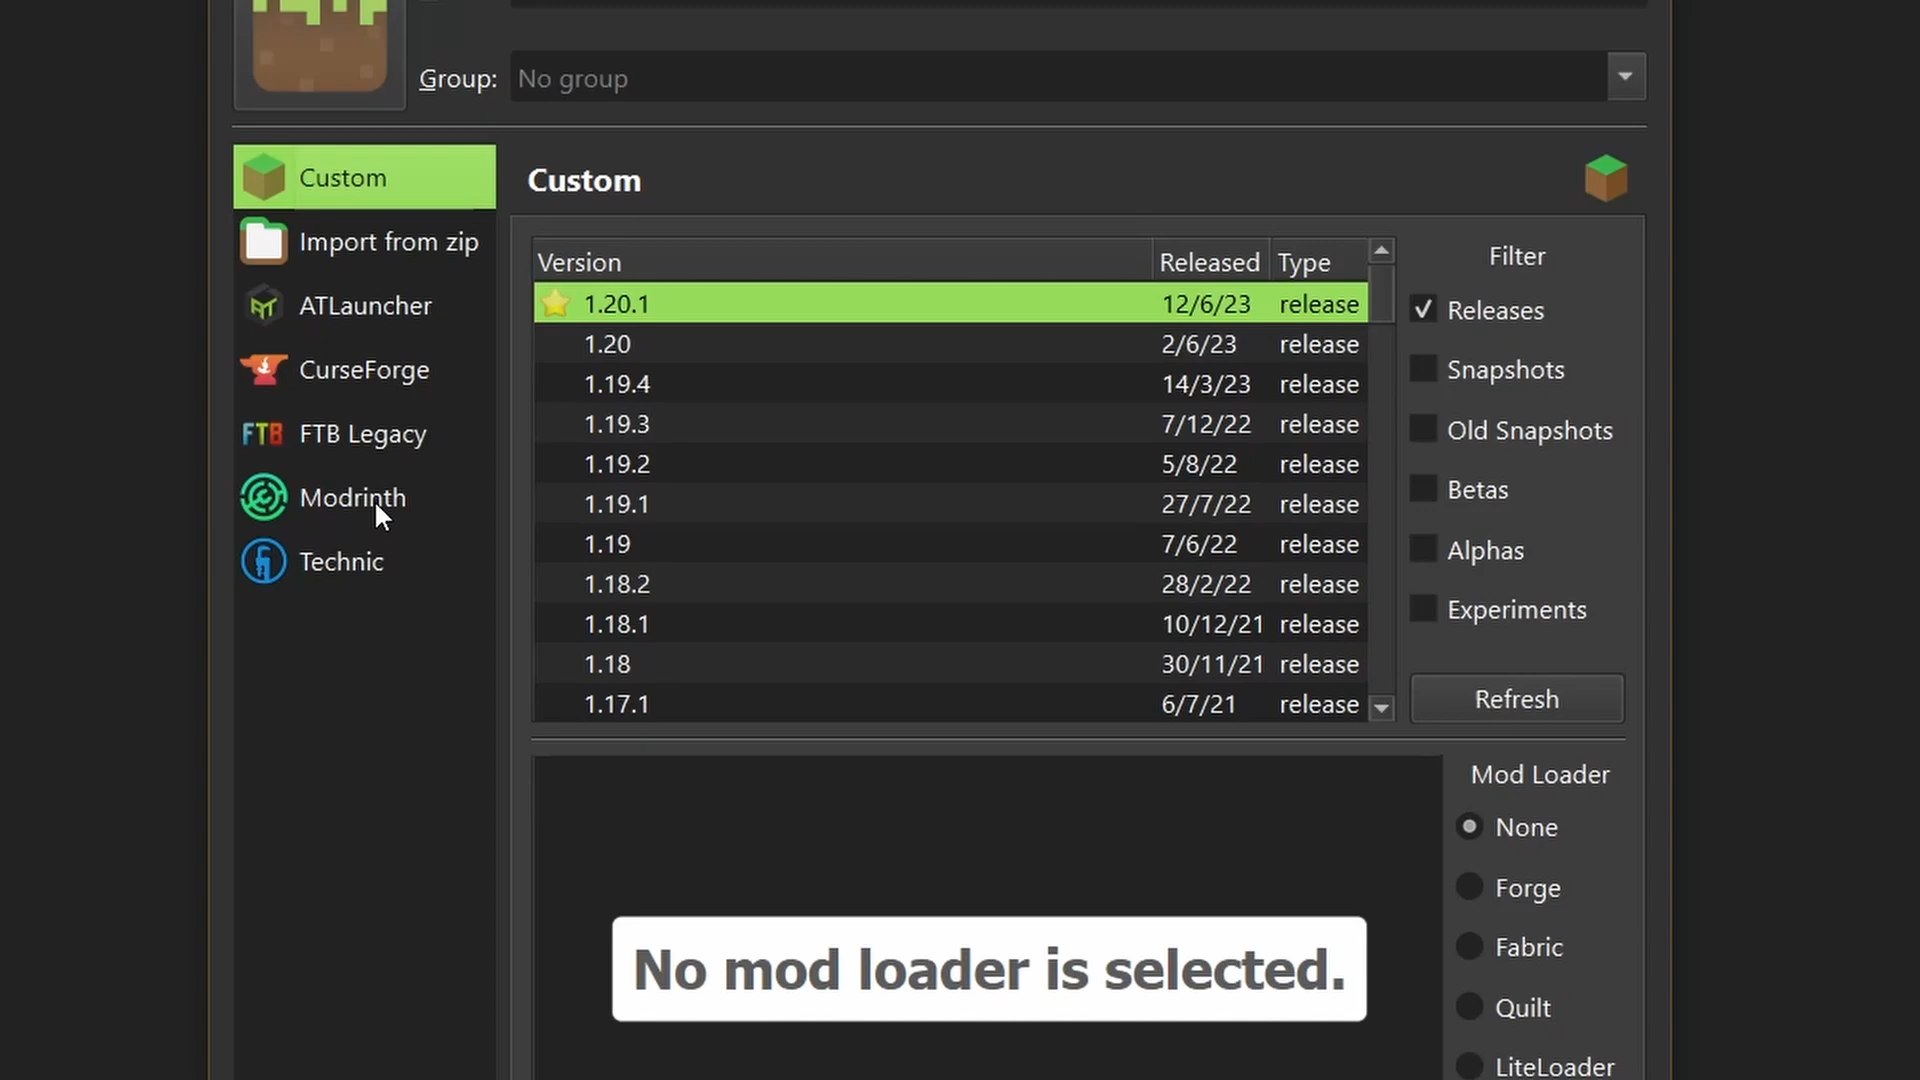 Group: No group
Custom
Import from zip
ATLauncher
CurseForge
FTB FTB Legacy
Modrinth
Technic
Custom
Version Released Type
1.20.1 12/6/23 release
1.20 2/6/23 release
1.19.4 14/3/23 release
1.19.3 7/12/22 release
1.19.2 5/8/22 release
1.19.1 27/7/22 release
1.19 7/6/22 release
1.18.2 28/2/22 release
1.18.1 10/12/21 release
1.18 30/11/21 release
1.17.1 6/7/21 release
Filter
Releases
Snapshots
Old Snapshots
Betas
Alphas
Experiments
Refresh
No mod loader is selected.
Mod Loader
None
Forge
Fabric
Quilt
LiteLoader